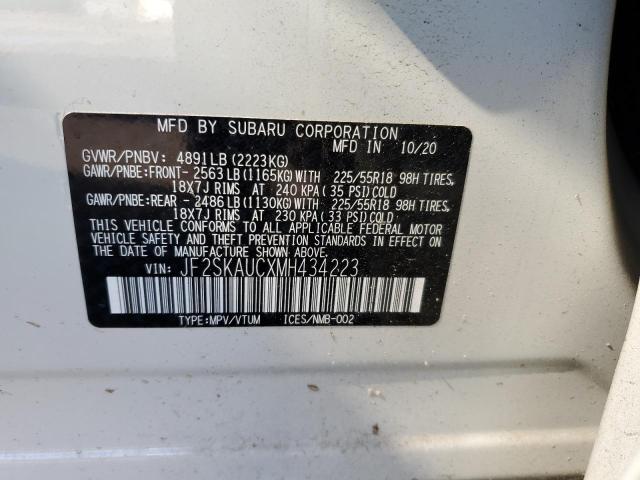 MFD BY SUBARU CORPORATION
MFD IN 10/20
GVWR/PNBV: 4891LB(2223KG)
GAWR/PNBE:FRONT- 2563LB(1165KG)WITH 225/55R18 98H TIRES,
18X7J RIMS AT 240 KPA(35 PSI)COLD
GAWR/PNBE:REAR - 2486LB(1130KG)WITH 225/55R18 98H TIRES,
18X7J RIMS AT 230 KPA(33 PSI)COLD
THIS VEHICLE CONFORMS TO ALL APPLICABLE FEDERAL MOTOR
VEHICLE SAFETY AND THEFT PREVENTION STANDARDS IN EFFECT ON
THE DATE OF MANUFACTURE SHOWN ABOVE.
VIN: JF2SKAUCXMH434223
TYPE:MPV/VTUM ICES/NMB-002